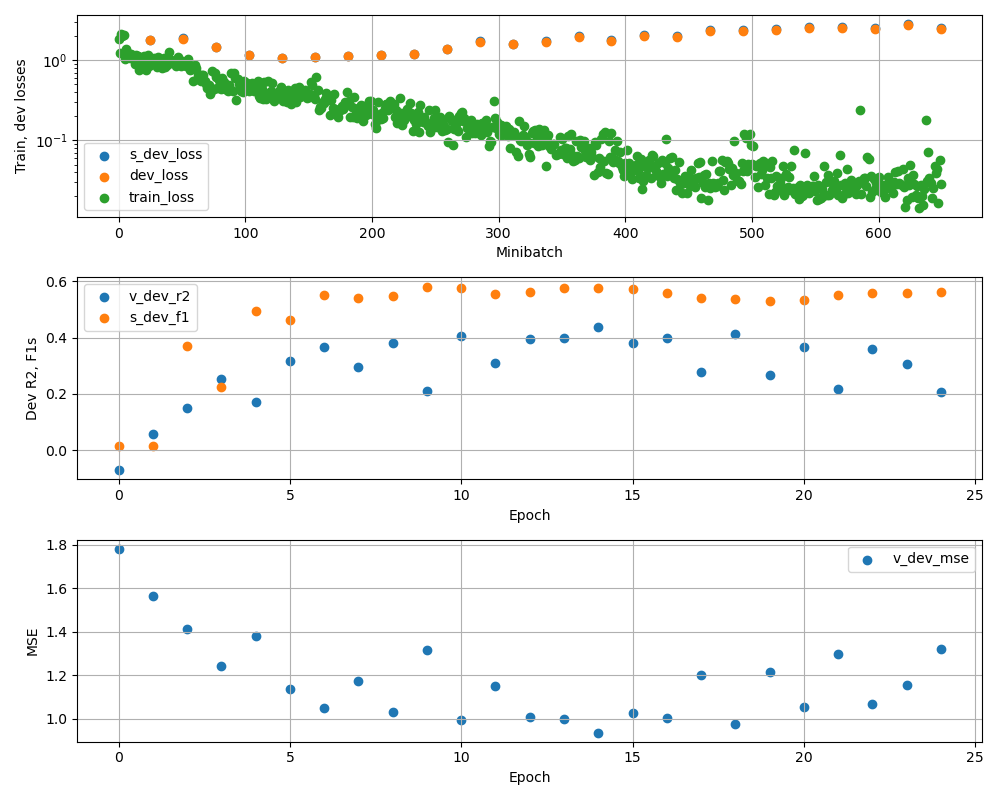 Train, dev losses
10⁰
10⁻¹
s_dev_loss
dev_loss
train_loss
0 100 200 300 400 500 600
Minibatch
Dev R2, F1s
0.6
0.4
0.2
0.0
v_dev_r2
s_dev_f1
0 5 10 15 20 25
Epoch
MSE
1.8
1.6
1.4
1.2
1.0
v_dev_mse
0 5 10 15 20 25
Epoch